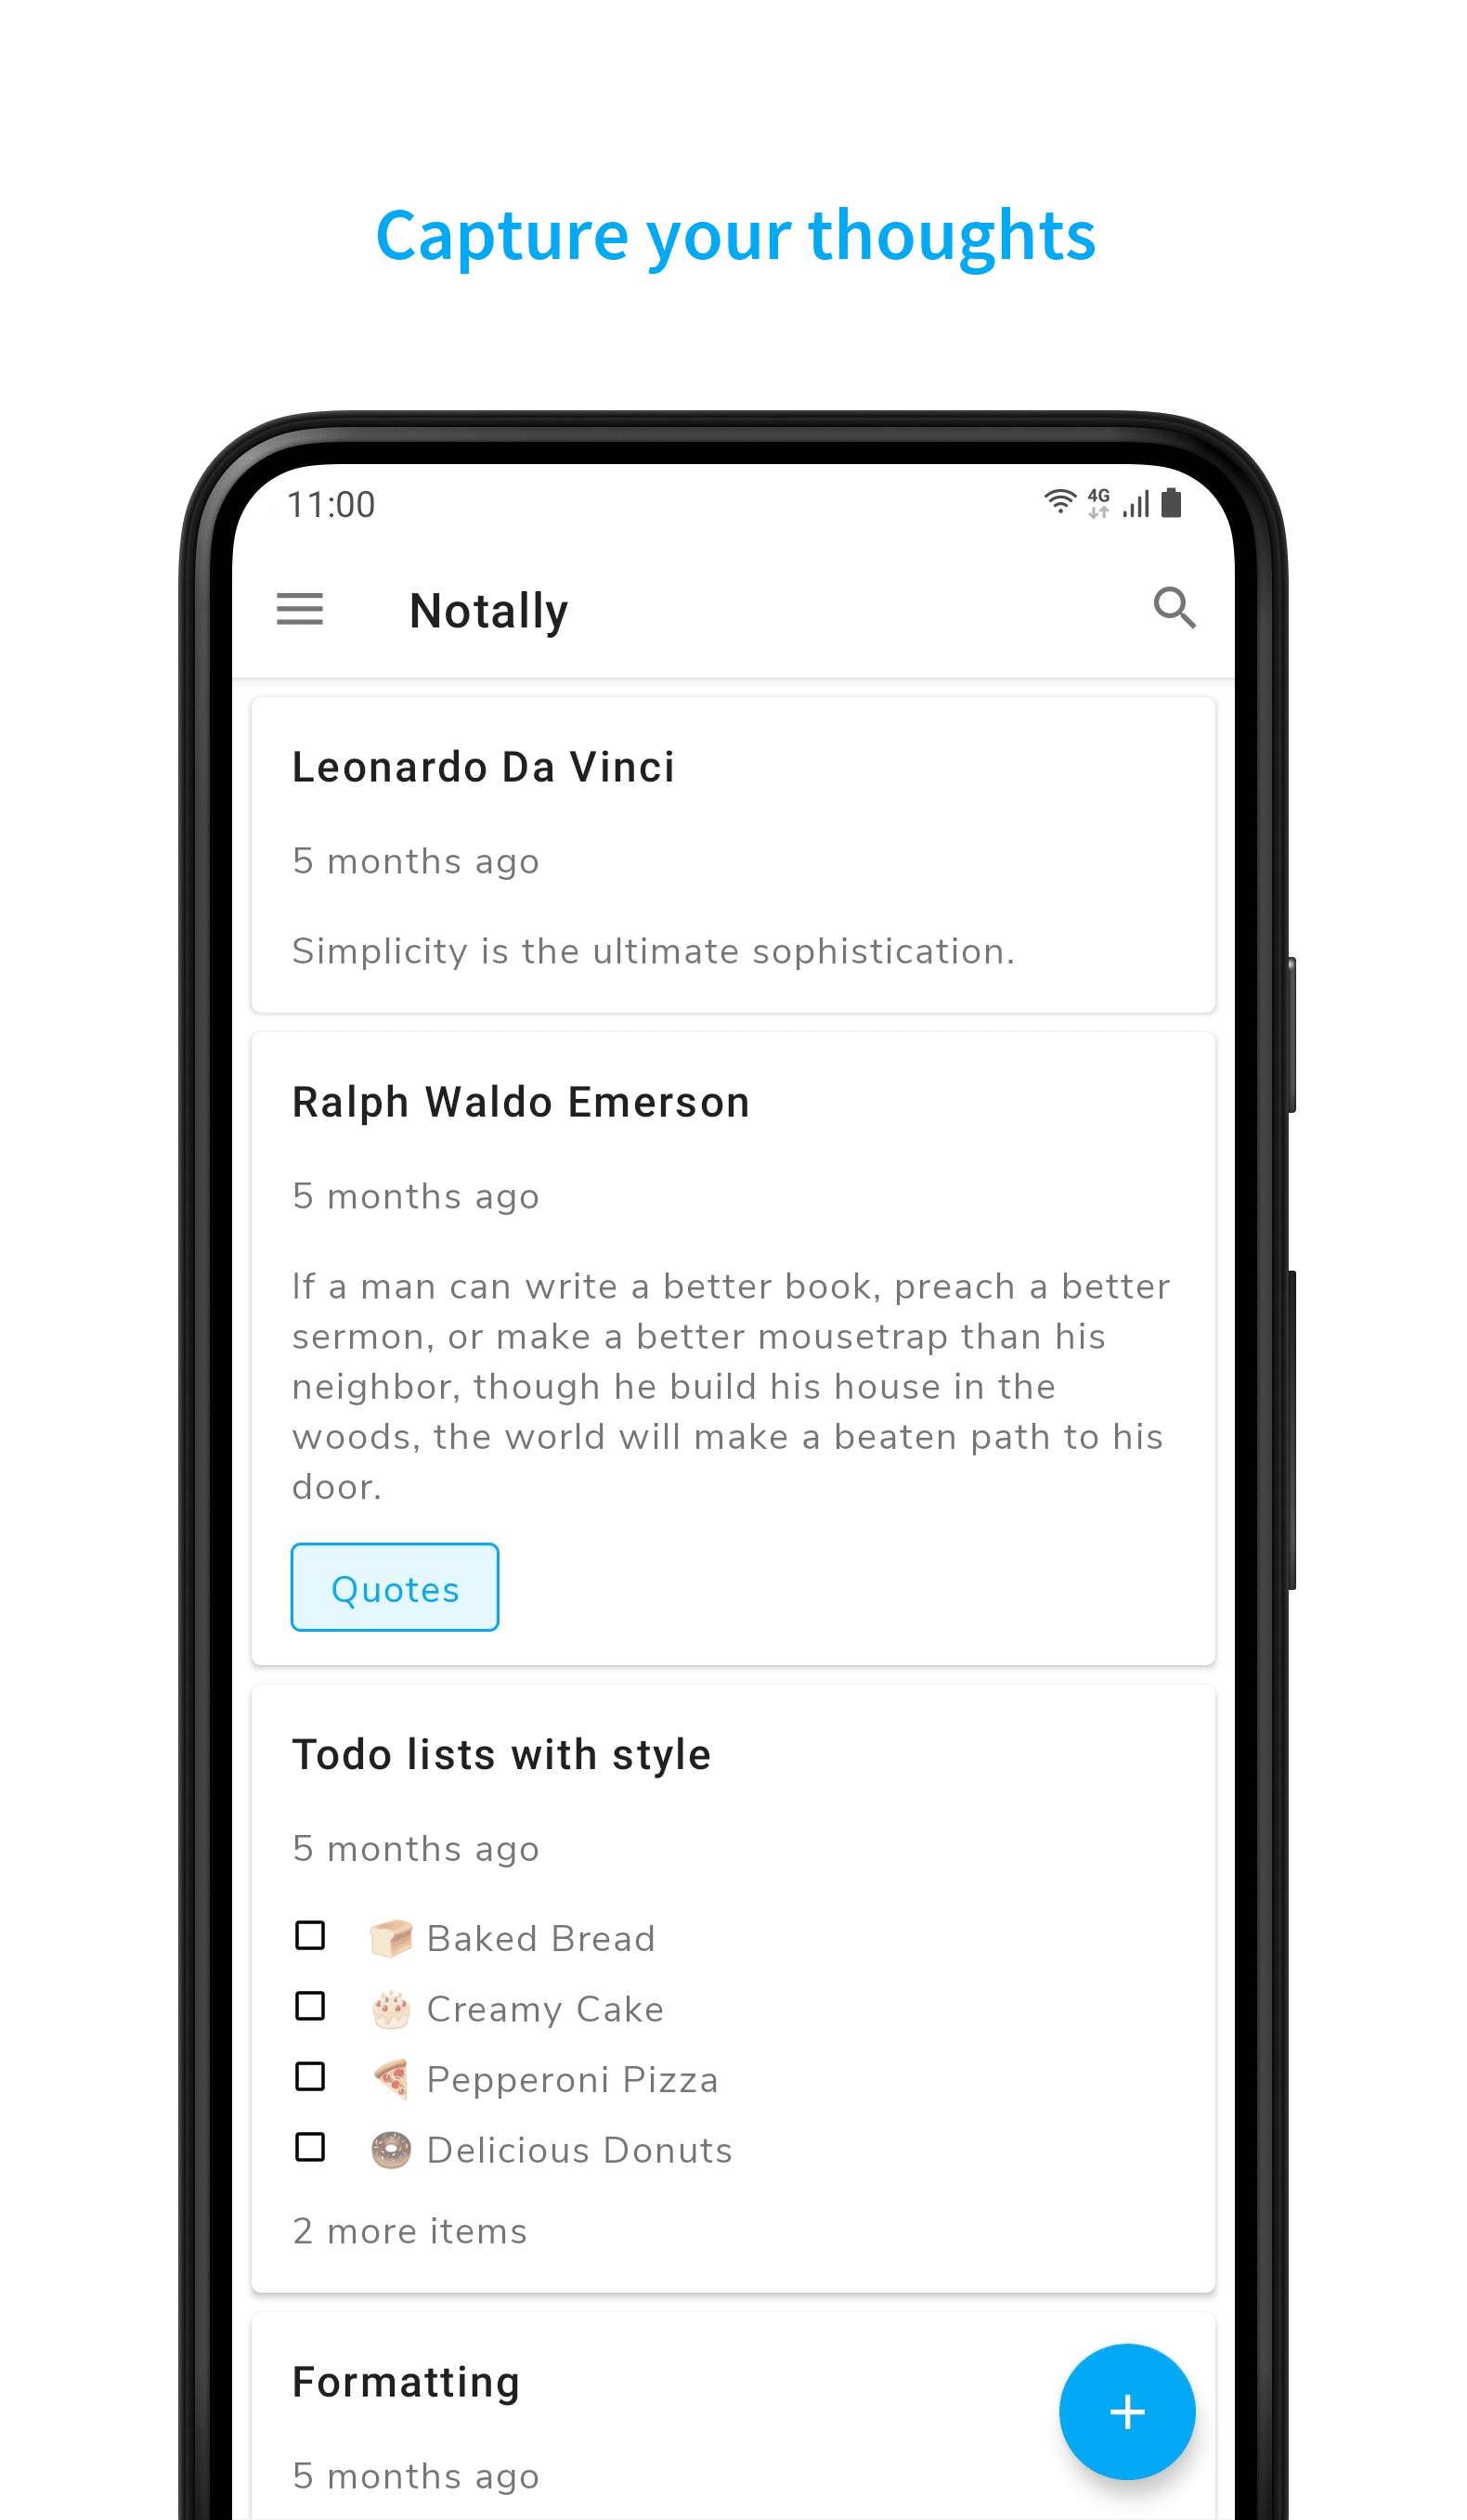 Capture your thoughts
11:00
4G
Notally
Leonardo Da Vinci
5 months ago
Simplicity is the ultimate sophistication.
Ralph Waldo Emerson
5 months ago
If a man can write a better book, preach a better
sermon, or make a better mousetrap than his
neighbor, though he build his house in the
woods, the world will make a beaten path to his
door.
Quotes
Todo lists with style
5 months ago
Baked Bread
Creamy Cake
Pepperoni Pizza
Delicious Donuts
2 more items
Formatting
5 months ago